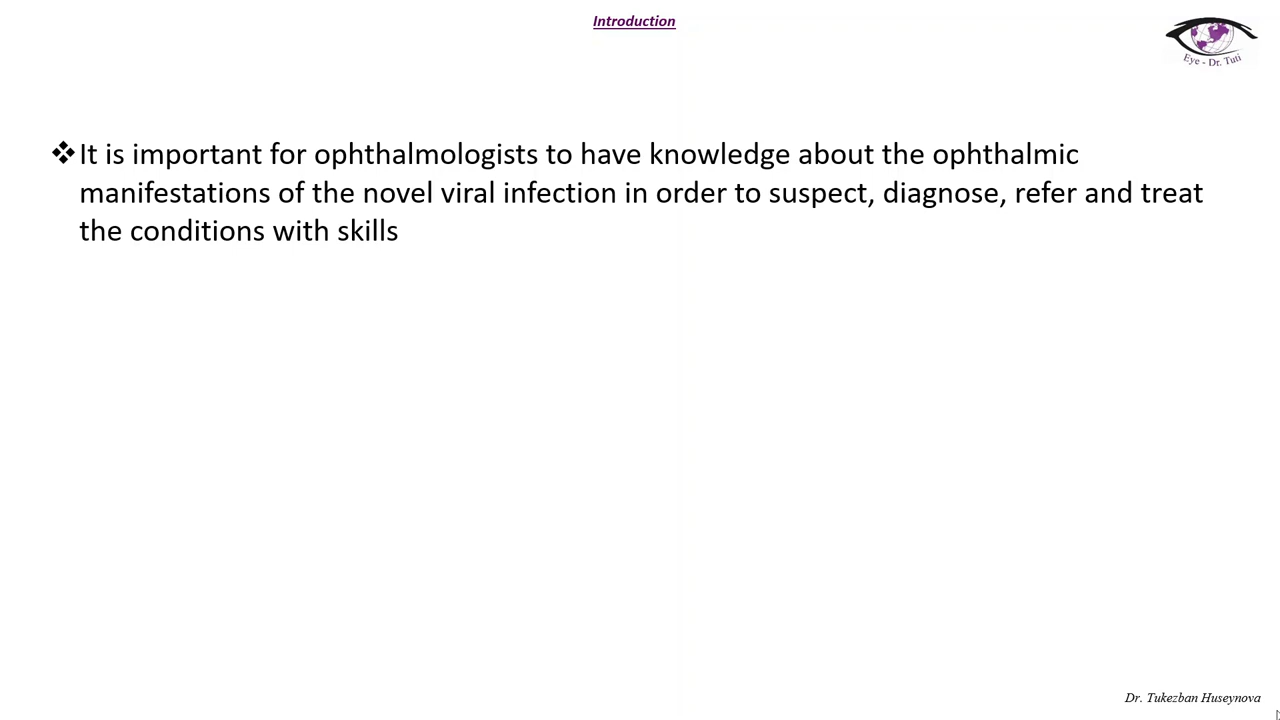 Introduction
Eye - Dr. Tuti
❖It is important for ophthalmologists to have knowledge about the ophthalmic
manifestations of the novel viral infection in order to suspect, diagnose, refer and treat
the conditions with skills
Dr. Tukezban Huseynova